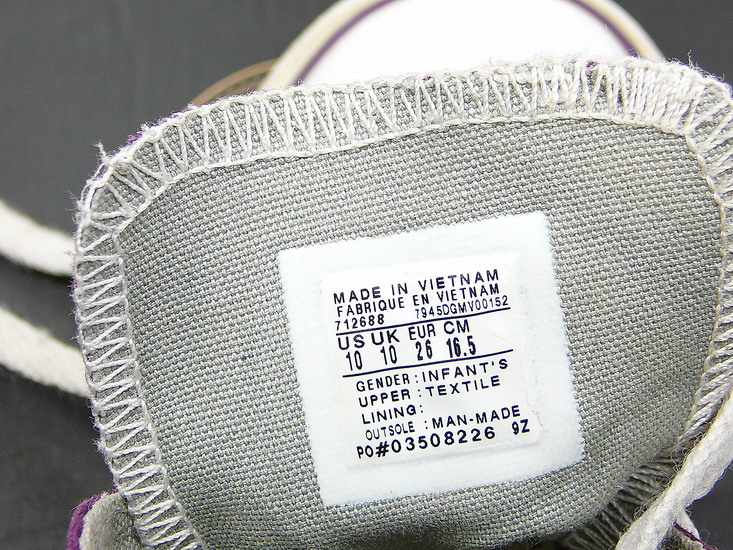 MADE IN VIETNAM
FABRIQUE EN VIETNAM
712688 7945DGMV00152
US UK EUR CM
10 10 26 16.5
GENDER : INFANT'S
UPPER : TEXTILE
LINING:
OUTSOLE : MAN-MADE
PO#03508226 9Z